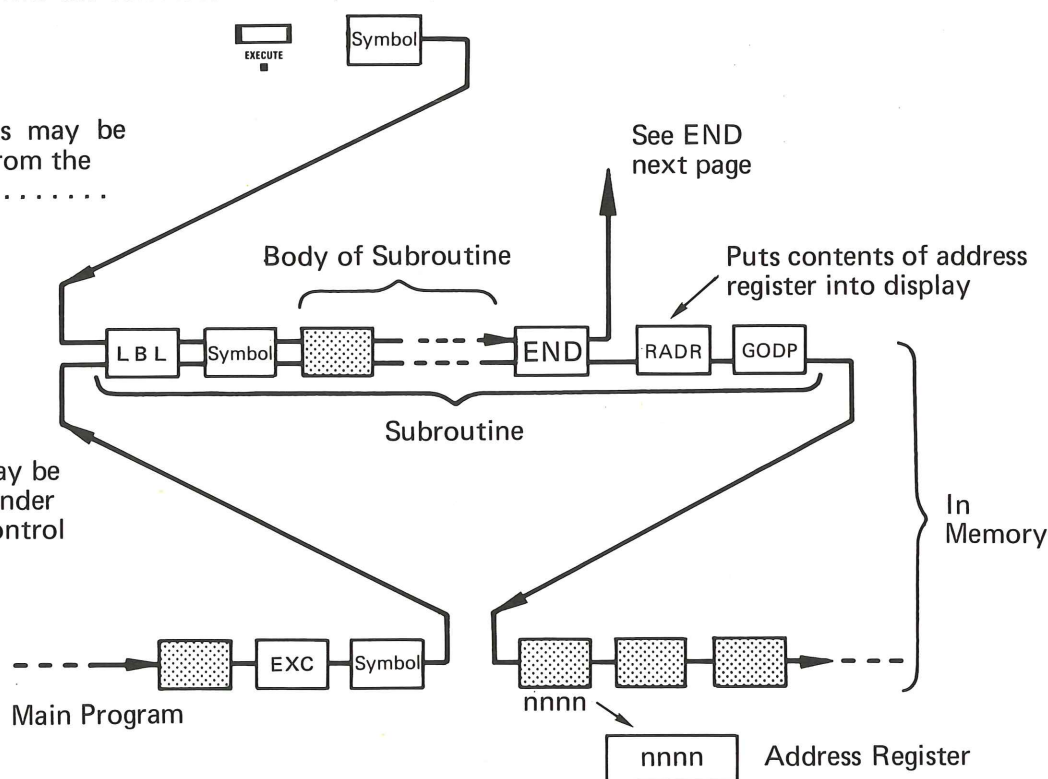 Symbol
EXECUTE
s may be
rom the
.......
See END
next page
Body of Subroutine
Puts contents of address
register into display
LBL
Symbol
END
RADR
GODP
Subroutine
ay be
nder
ontrol
In
Memory
EXC
Symbol
Main Program
nnnn
nnnn
Address Register